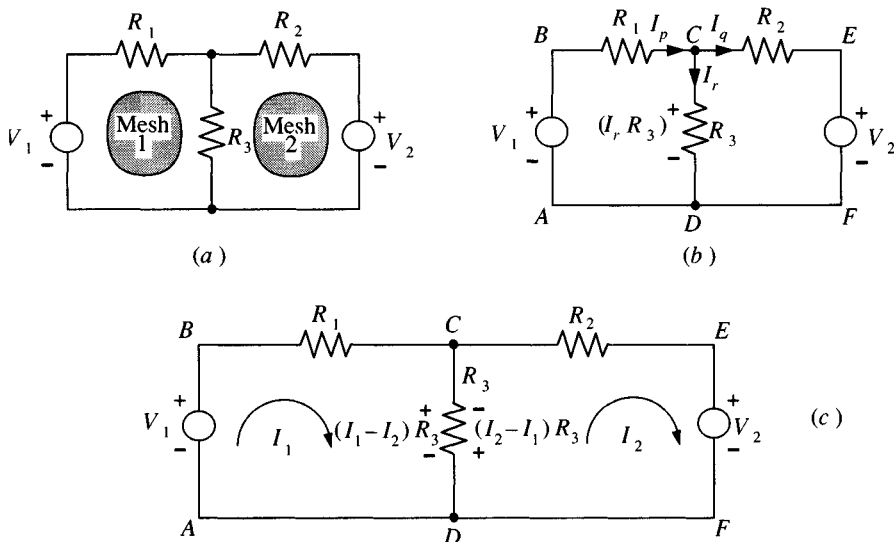 R1 R2
Mesh 1
Mesh 2
V1 + - R3 + - V2
(a)
B R1 Ip C Iq R2 E
Ir
V1 + - (Ir R3) + - R3 + - V2
A D F
(b)
B R1 C R2 E
R3
V1 + - I1 (I1–I2) R3 + - - + (I2–I1) R3 I2 + - V2 (c)
A D F